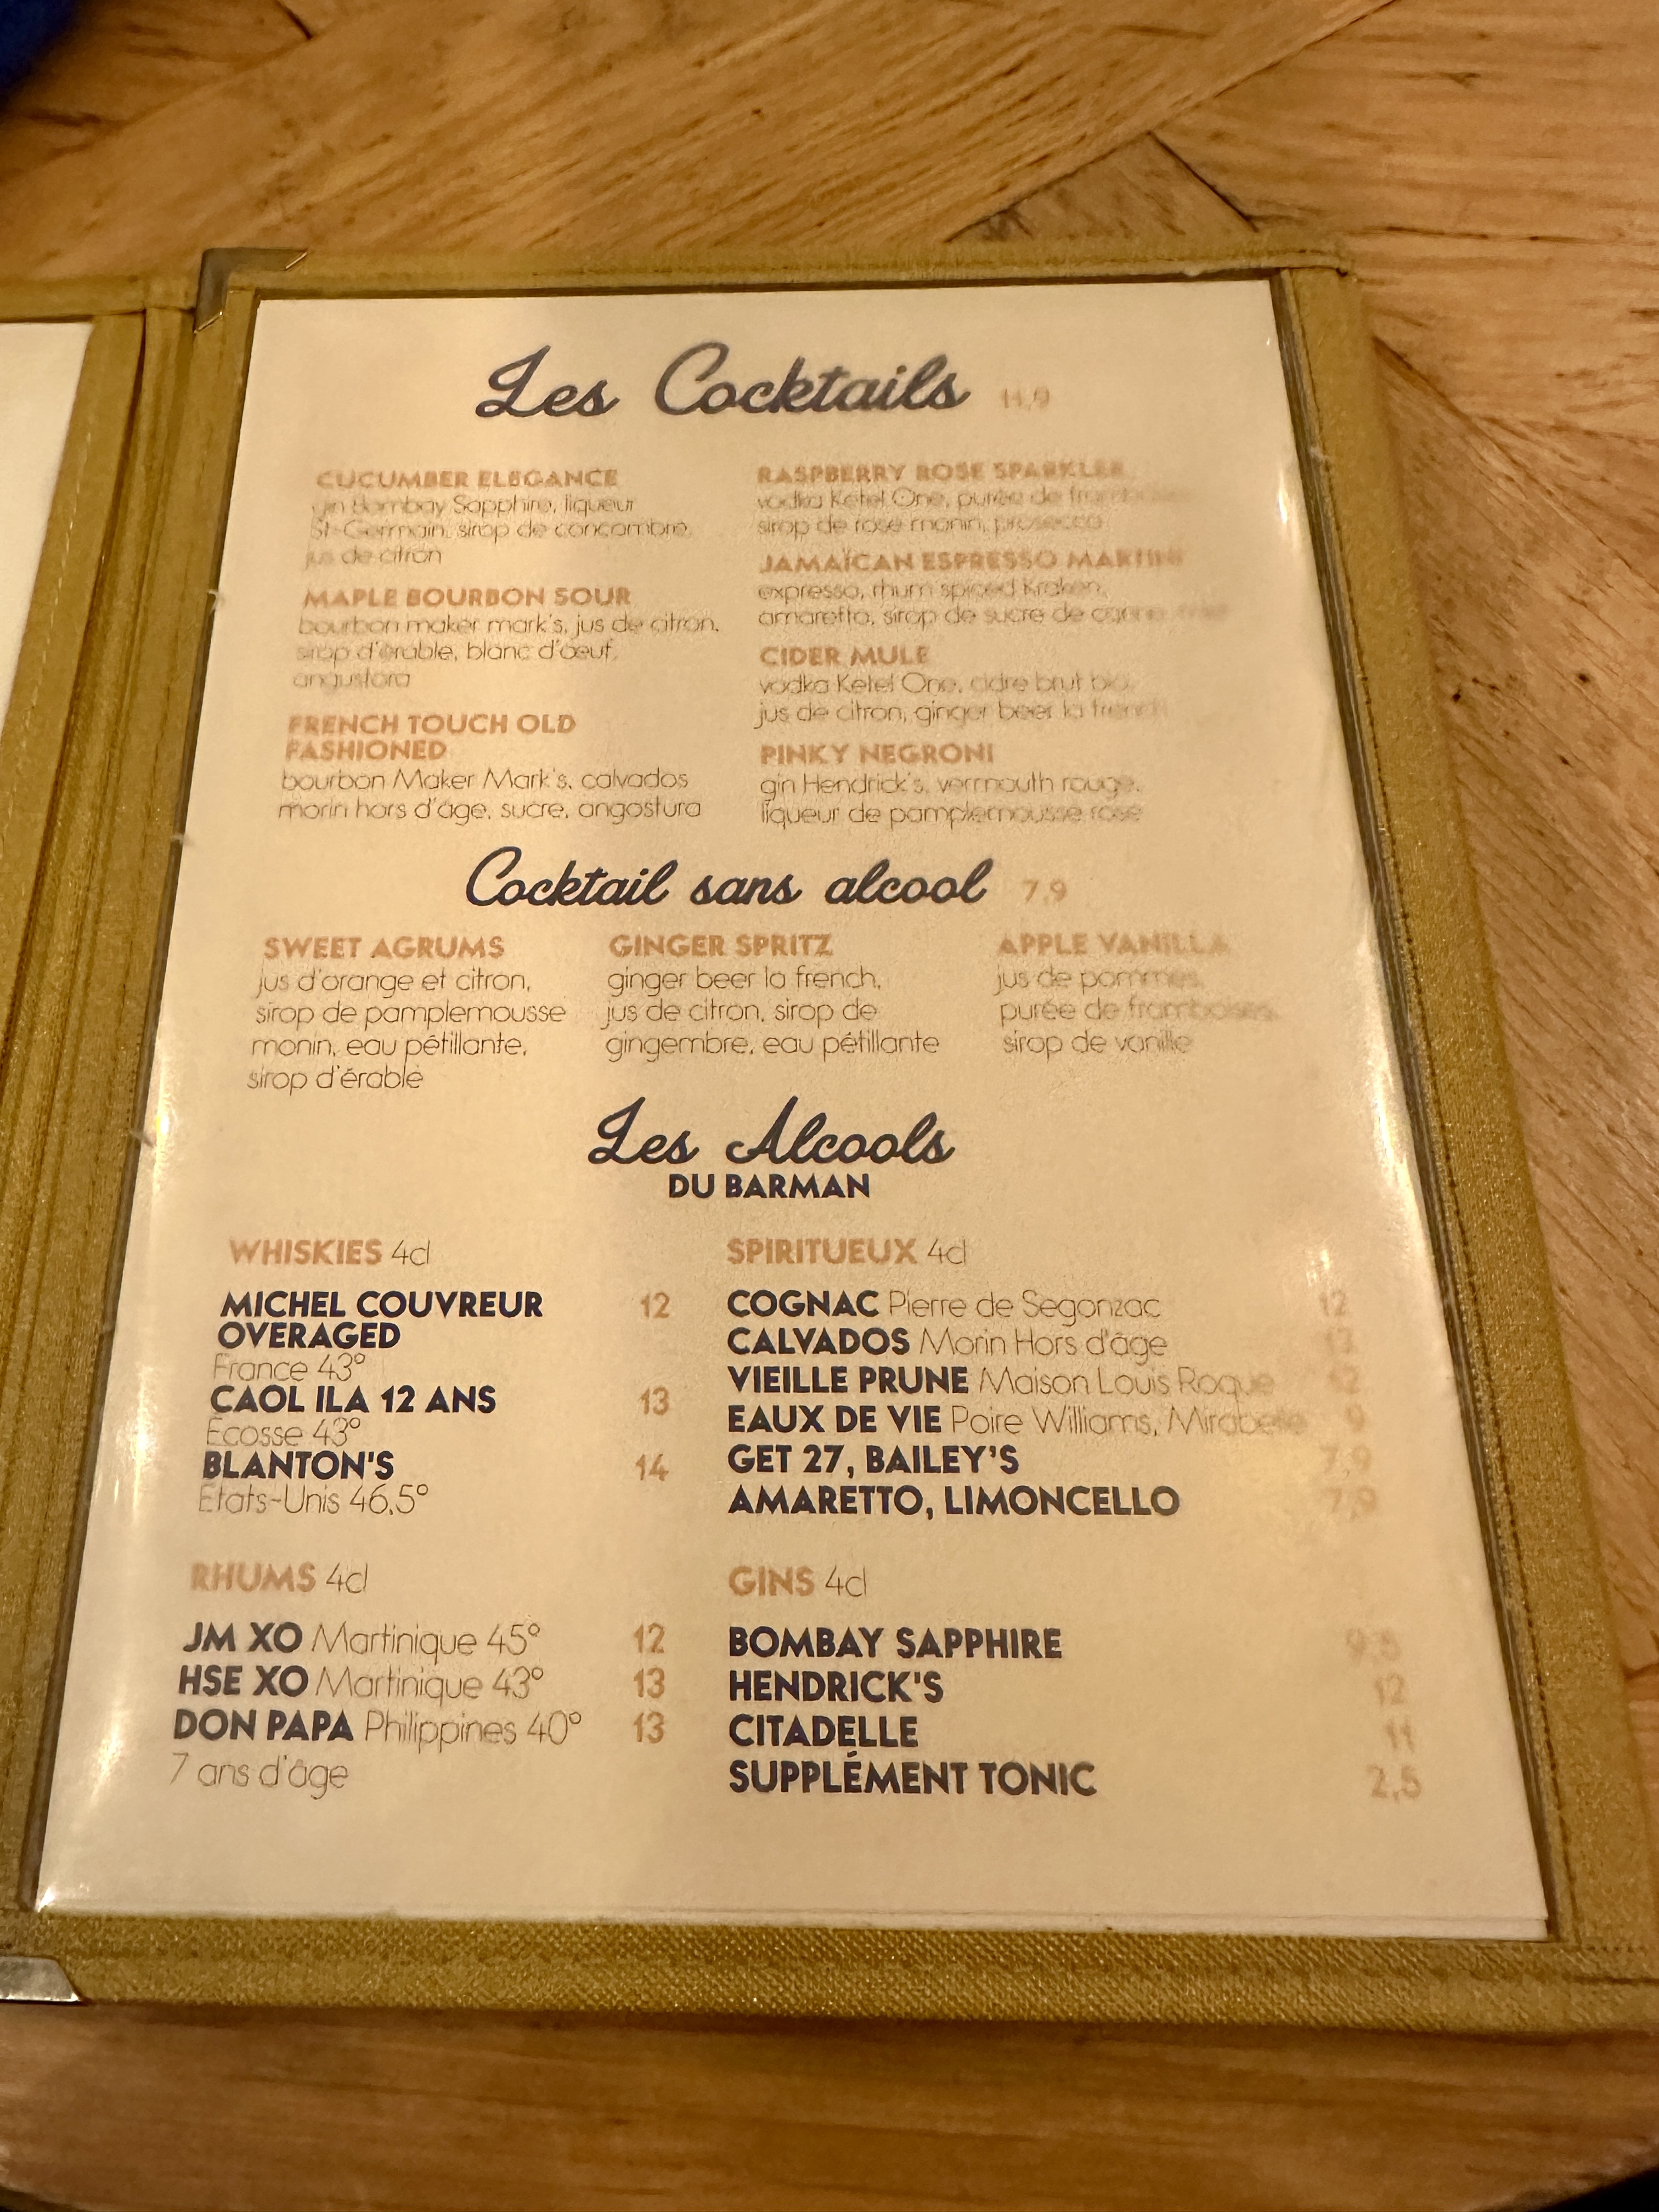 Les Cocktails 11,9
CUCUMBER ELEGANCE
gin Bombay Sapphire, liqueur
St-Germain, sirop de concombre,
jus de citron
MAPLE BOURBON SOUR
bourbon maker mark's, jus de citron,
sirop d'érable, blanc d'œuf,
angustora
FRENCH TOUCH OLD
FASHIONED
bourbon Maker Mark's, calvados
morin hors d'âge, sucre, angostura
RASPBERRY ROSE SPARKLER
vodka Ketel One, purée de
sirop de rose monin, prosecco
JAMAÏCAN ESPRESSO MARTINI
expresso, rhum spiced Kraken,
amaretto, sirop de sucre de canne
CIDER MULE
vodka Ketel One, cidre brut bio,
jus de citron, ginger beer la french
PINKY NEGRONI
gin Hendrick's, vermouth rouge,
liqueur de pamplemousse rose
Cocktail sans alcool 7,9
SWEET AGRUMS
jus d'orange et citron,
sirop de pamplemousse
monin, eau pétillante,
sirop d'érable
GINGER SPRITZ
ginger beer la french,
jus de citron, sirop de
gingembre, eau pétillante
APPLE VANILLA
jus de pommes,
purée de framboises,
sirop de vanille
Les Alcools
DU BARMAN
WHISKIES 4cl
MICHEL COUVREUR 12
OVERAGED
France 43°
CAOL ILA 12 ANS 13
Ecosse 43°
BLANTON'S 14
Etats-Unis 46,5°
SPIRITUEUX 4cl
COGNAC Pierre de Segonzac 12
CALVADOS Morin Hors d'âge 13
VIEILLE PRUNE Maison Louis Roque 12
EAUX DE VIE Poire Williams, Mirabelle 9
GET 27, BAILEY'S 7,9
AMARETTO, LIMONCELLO 7,9
RHUMS 4cl
JM XO Martinique 45° 12
HSE XO Martinique 43° 13
DON PAPA Philippines 40° 13
7 ans d'âge
GINS 4cl
BOMBAY SAPPHIRE 9,5
HENDRICK'S 12
CITADELLE 11
SUPPLÉMENT TONIC 2,5